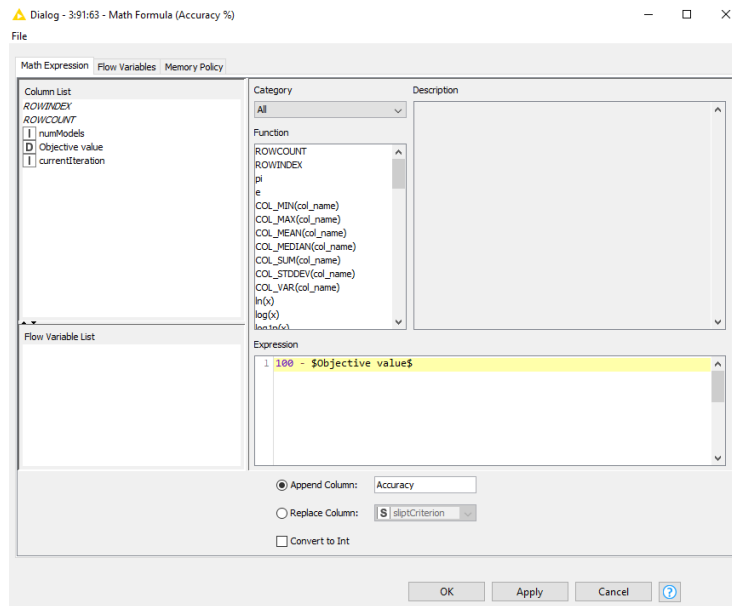 Dialog - 3:91:63 - Math Formula (Accuracy %)
File
Math Expression Flow Variables Memory Policy
Column List
ROWINDEX
ROWCOUNT
I numModels
D Objective value
I currentIteration
Flow Variable List
Category
All
Function
ROWCOUNT
ROWINDEX
pi
e
COL_MIN(col_name)
COL_MAX(col_name)
COL_MEAN(col_name)
COL_MEDIAN(col_name)
COL_SUM(col_name)
COL_STDDEV(col_name)
COL_VAR(col_name)
ln(x)
log(x)
log1p(x)
Description
Expression
1 100 - $Objective value$
Append Column: Accuracy
Replace Column: S sliptCriterion
Convert to Int
OK Apply Cancel ?